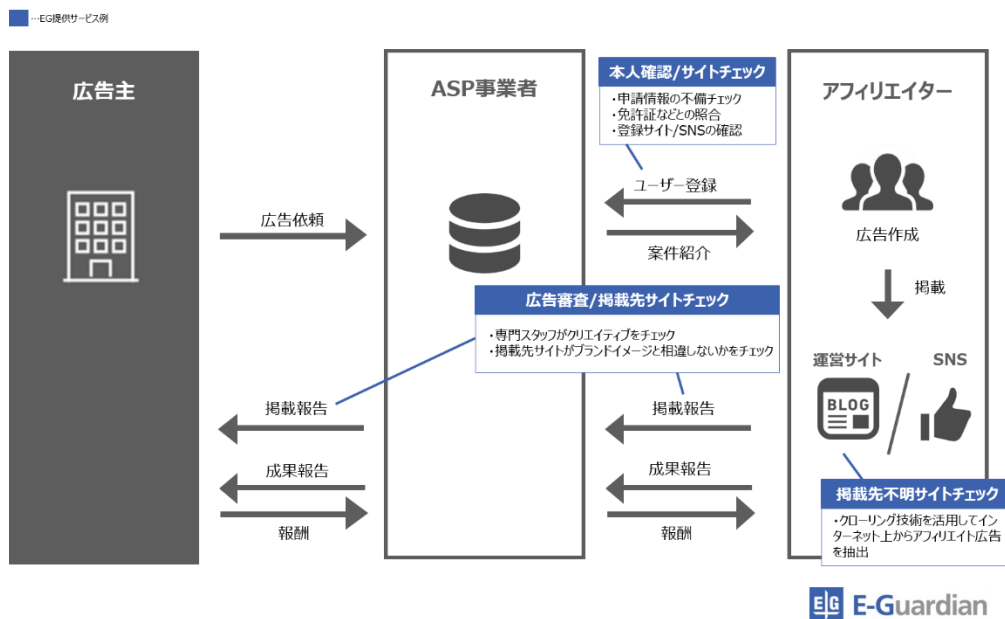 …EG提供サービス例
広告主
ASP事業者
アフィリエイター
本人確認/サイトチェック
・申請情報の不備チェック
・免許証などとの照合
・登録サイト/SNSの確認
ユーザー登録
広告依頼
案件紹介
広告作成
掲載
広告審査/掲載先サイトチェック
・専門スタッフがクリエイティブをチェック
・掲載先サイトがブランドイメージと相違しないかをチェック
運営サイト
SNS
BLOG
掲載報告
掲載報告
成果報告
成果報告
報酬
報酬
掲載先不明サイトチェック
・クローリング技術を活用してイン
ターネット上からアフィリエイト広告
を抽出
EG E-Guardian